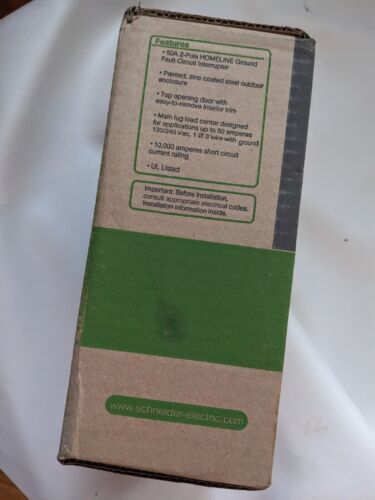 Features
• 50A 2-Pole HOMELINE Ground
Fault Circuit Interrupter
• Painted, zinc coated steel outdoor
enclosure
• Top opening door with
easy-to-remove interior trim
• Main lug load center designed
for applications up to 50 amperes
120/240 Vac, 1 Ø 3 wire with ground
• 10,000 amperes short circuit
current rating
• UL Listed
Important: Before installation,
consult appropriate electrical codes.
Installation information inside.
www.schneider-electric.com